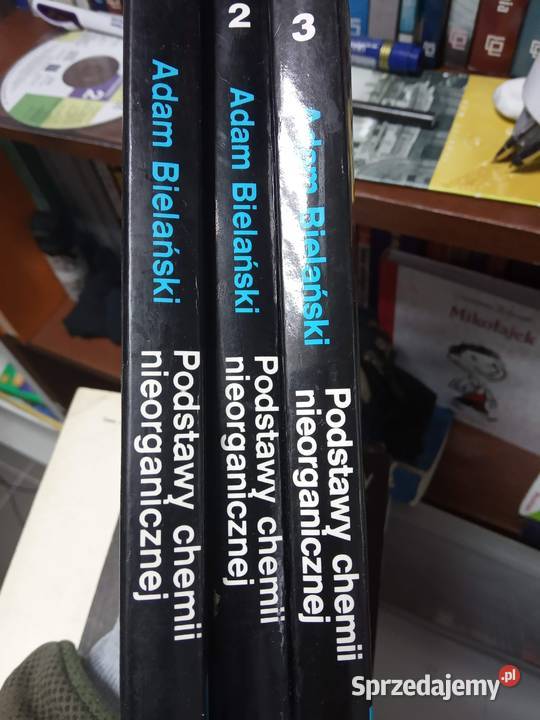 Adam Bielański
Podstawy chemii
nieorganicznej
2
Adam Bielański
Podstawy chemii
nieorganicznej
3
Adam Bielański
Podstawy chemii
nieorganicznej
Mikołajek
Sprzedajemy.pl